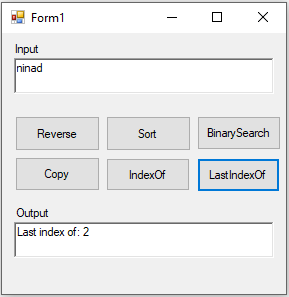 Form1
Input
ninad
Reverse
Sort
BinarySearch
Copy
IndexOf
LastIndexOf
Output
Last index of: 2